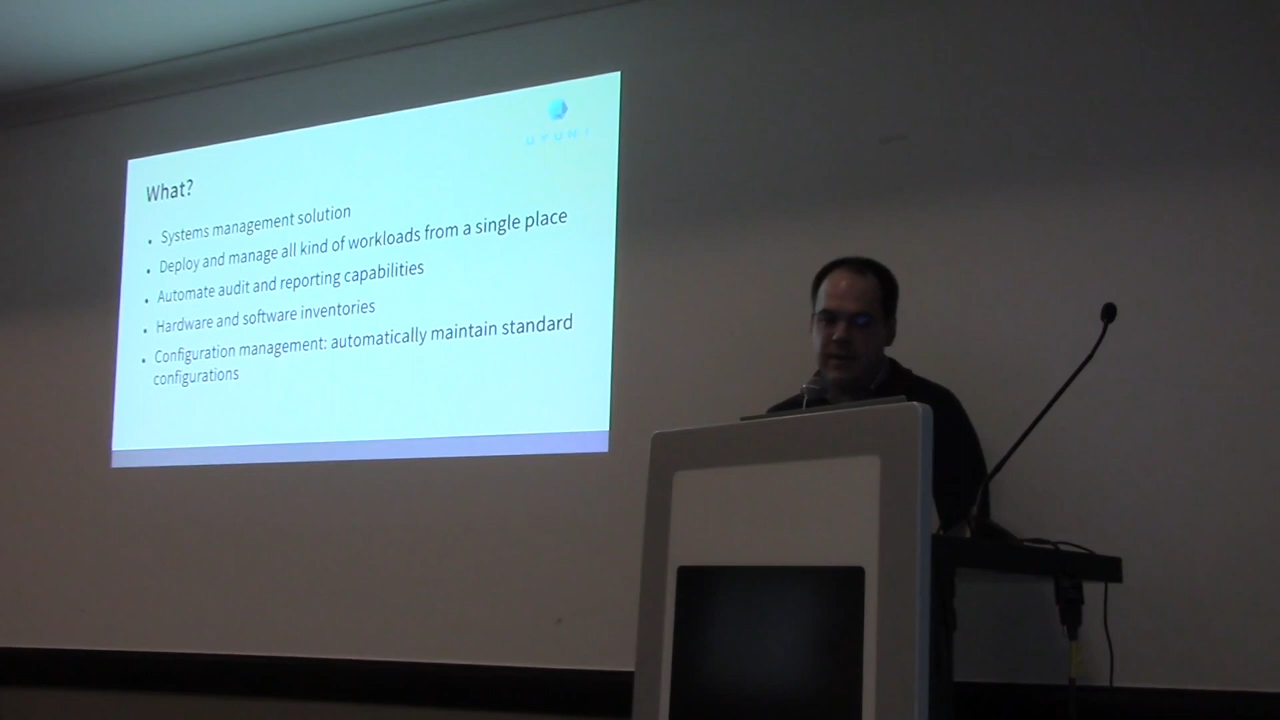 UYUNI
What?
• Systems management solution
• Deploy and manage all kind of workloads from a single place
• Automate audit and reporting capabilities
• Hardware and software inventories
• Configuration management: automatically maintain standard
configurations